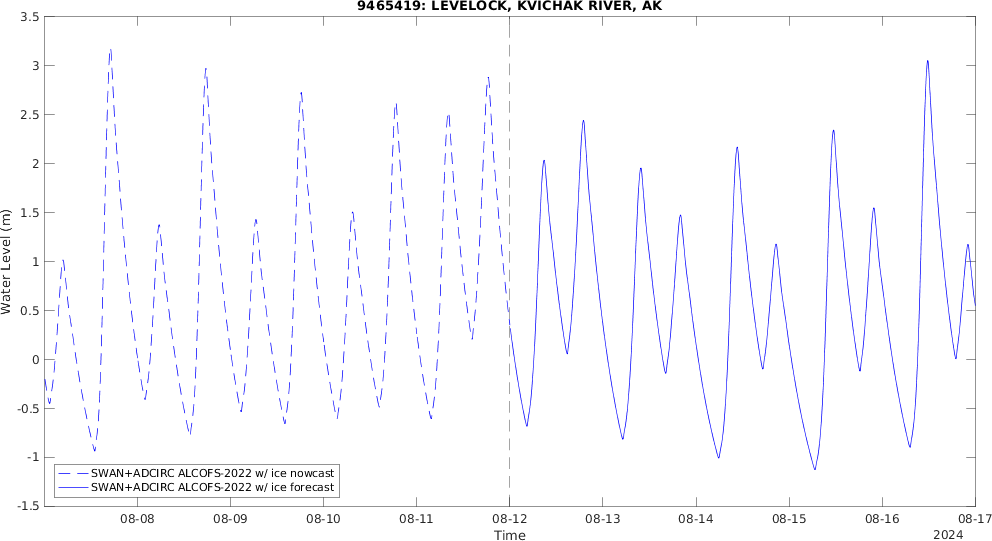 9465419: LEVELOCK, KVICHAK RIVER, AK
3.5
3
2.5
2
1.5
1
0.5
0
-0.5
-1
-1.5
Water Level (m)
SWAN+ADCIRC ALCOFS-2022 w/ ice nowcast
SWAN+ADCIRC ALCOFS-2022 w/ ice forecast
08-08 08-09 08-10 08-11 08-12 08-13 08-14 08-15 08-16 08-17
Time
2024